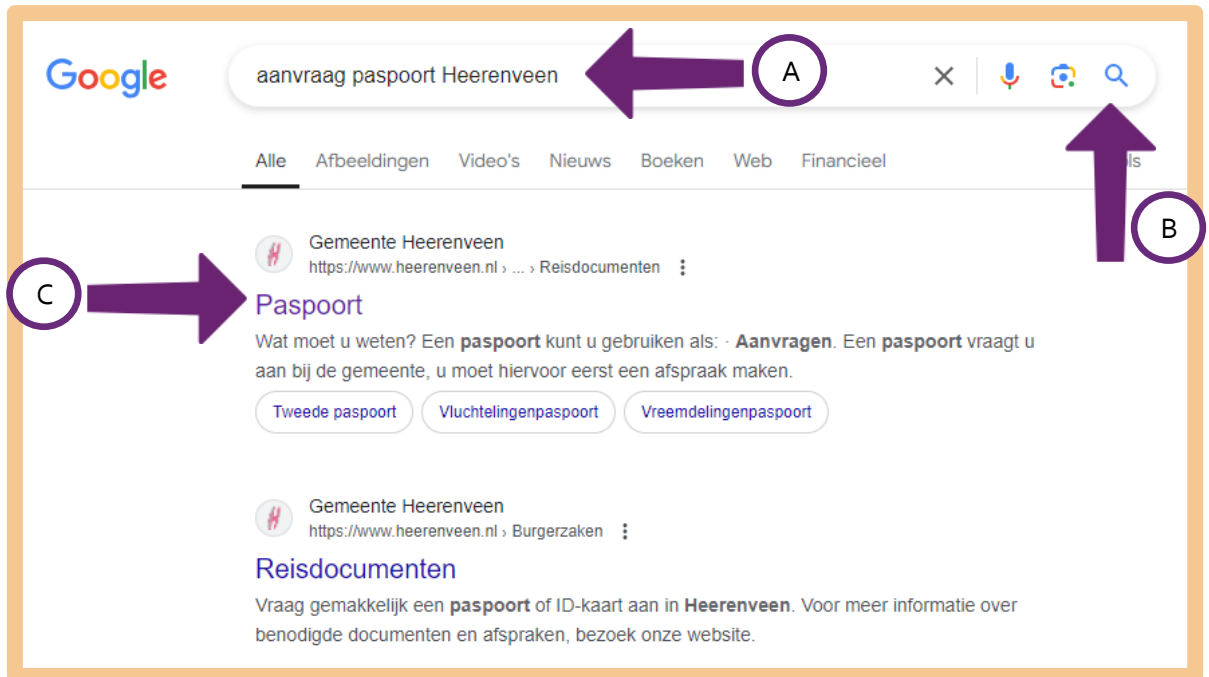 Google
aanvraag paspoort Heerenveen
A
Alle Afbeeldingen Video's Nieuws Boeken Web Financieel
B
Gemeente Heerenveen
https://www.heerenveen.nl › ... › Reisdocumenten
C
Paspoort
Wat moet u weten? Een paspoort kunt u gebruiken als: · Aanvragen. Een paspoort vraagt u
aan bij de gemeente, u moet hiervoor eerst een afspraak maken.
Tweede paspoort Vluchtelingenpaspoort Vreemdelingenpaspoort
Gemeente Heerenveen
https://www.heerenveen.nl › Burgerzaken
Reisdocumenten
Vraag gemakkelijk een paspoort of ID-kaart aan in Heerenveen. Voor meer informatie over
benodigde documenten en afspraken, bezoek onze website.